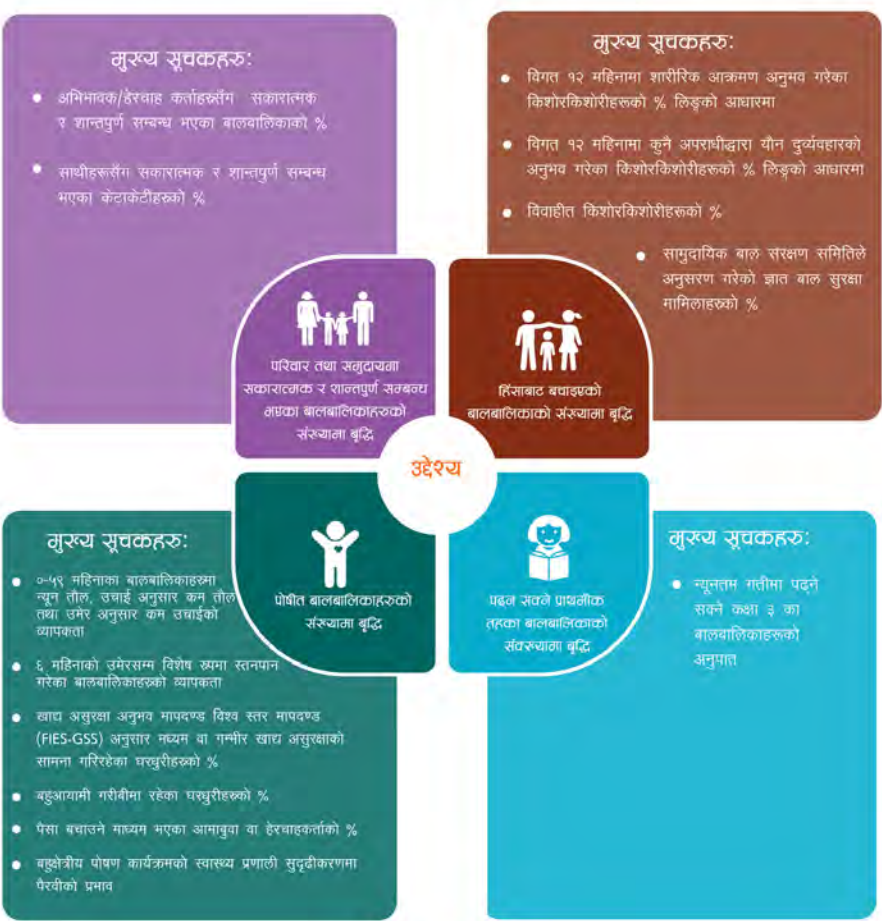 मुख्य सूचकहरु:
• अभिभावक/हेरचाह कर्ताहरुसँग सकारात्मक
र शान्तपुर्ण सम्बन्ध भएका बालबालिकाको %
• साथीहरूसँग सकारात्मक र शान्तपुर्ण सम्बन्ध
भएका केटाकेटीहरुको %
परिवार तथा समुदायमा
सकारात्मक र शान्तपुर्ण सम्बन्ध
भएका बालबालिकाहरुको
संख्यामा बृद्धि
मुख्य सूचकहरु:
• विगत १२ महिनामा शारीरिक आक्रमण अनुभव गरेका
किशोरकिशोरीहरूको % लिङ्गको आधारमा
• विगत १२ महिनामा कुनै अपराधीद्वारा यौन दुर्व्यवहारको
अनुभव गरेका किशोरकिशोरीहरूको % लिङ्गको आधारमा
• विवाहीत किशोरकिशोरीहरूको %
• सामुदायिक बाल संरक्षण समितिले
अनुसरण गरेको ज्ञात बाल सुरक्षा
मामिलाहरुको %
हिंसाबाट बचाइएको
बालबालिकाको संख्यामा बृद्धि
उद्देश्य
मुख्य सूचकहरु:
• ०-५९ महिनाका बालबालिकाहरुमा
न्यून तौल, उचाई अनुसार कम तौल
तथा उमेर अनुसार कम उचाईको
व्यापकता
• ६ महिनाको उमेरसम्म विशेष रुपमा स्तनपान
गरेका बालबालिकाहरुको व्यापकता
• खाद्य असुरक्षा अनुभव मापदण्ड विश्व स्तर मापदण्ड
(FIES-GSS) अनुसार मध्यम वा गम्भीर खाद्य असुरक्षाको
सामना गरिरहेका घरधुरीहरुको %
• बहुआयामी गरीबीमा रहेका घरधुरीहरुको %
• पैसा बचाउने माध्यम भएका आमाबुवा वा हेरचाहकर्ताको %
• बहुक्षेत्रीय पोषण कार्यक्रमको स्वास्थ्य प्रणाली सुदृढीकरणमा
पैरवीको प्रभाव
पोषीत बालबालिकाहरुको
संख्यामा बृद्धि
पढ्न सक्ने प्राथमीक
तहका बालबालिकाको
संक्ख्यामा बृद्धि
मुख्य सूचकहरु:
• न्यूनतम गतीमा पढ्ने
सक्ने कक्षा ३ का
बालबालिकाहरूको
अनुपात